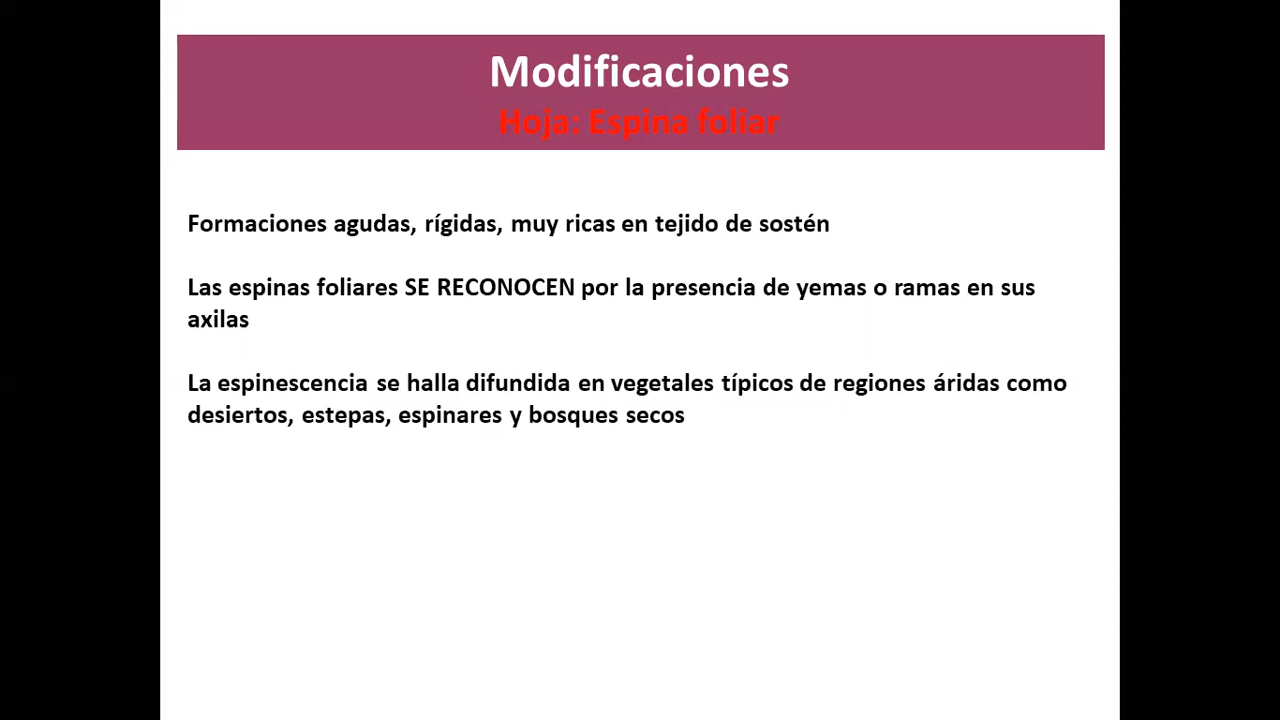 Modificaciones
Hoja: Espina foliar
Formaciones agudas, rígidas, muy ricas en tejido de sostén
Las espinas foliares SE RECONOCEN por la presencia de yemas o ramas en sus
axilas
La espinescencia se halla difundida en vegetales típicos de regiones áridas como
desiertos, estepas, espinares y bosques secos